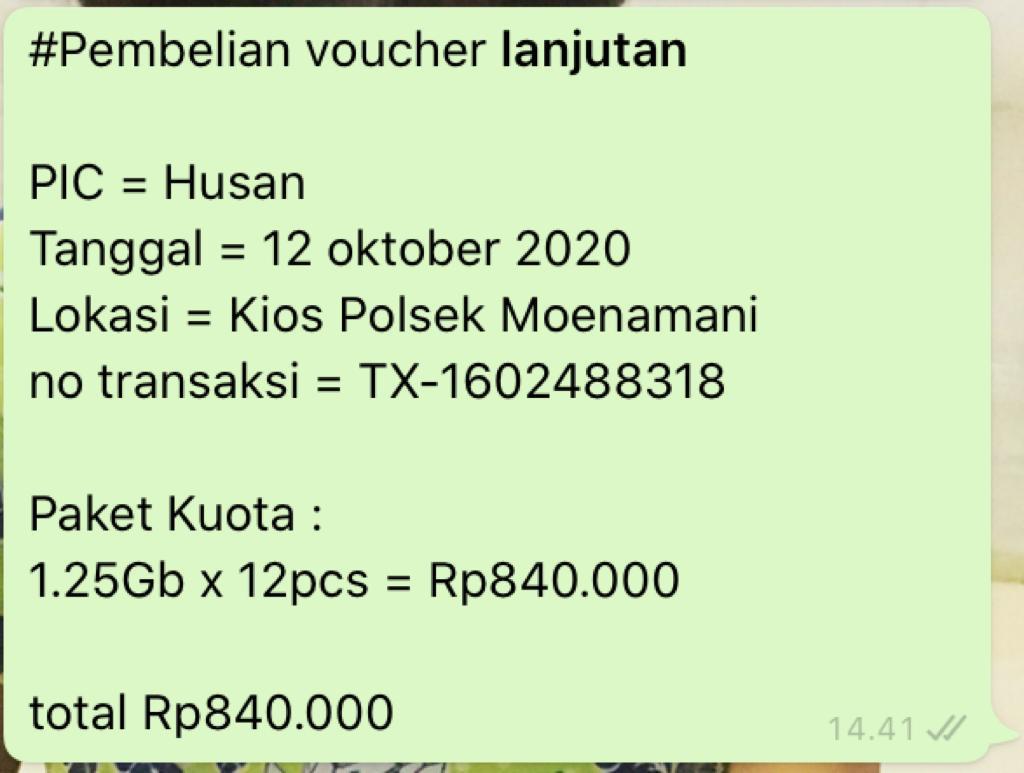 #Pembelian voucher lanjutan
PIC = Husan
Tanggal = 12 oktober 2020
Lokasi = Kios Polsek Moenamani
no transaksi = TX-1602488318
Paket Kuota :
1.25Gb x 12pcs = Rp840.000
total Rp840.000
14.41